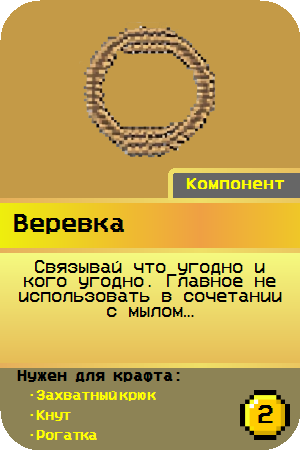 Компонент
Веревка
Связывай что угодно и
кого угодно. Главное не
использовать в сочетании
с мылом...
Нужен для крафта:
·Захватный крюк
·Кнут
·Рогатка
2